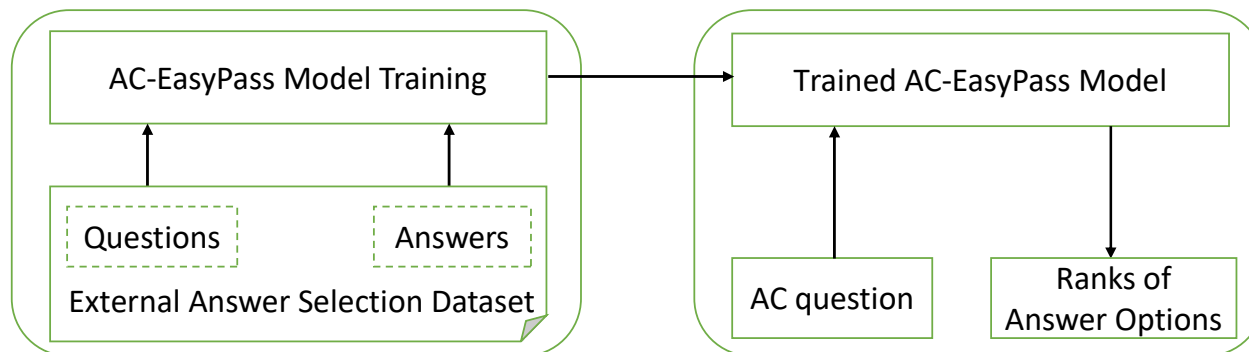 AC-EasyPass Model Training
Questions
Answers
External Answer Selection Dataset
Trained AC-EasyPass Model
AC question
Ranks of
Answer Options